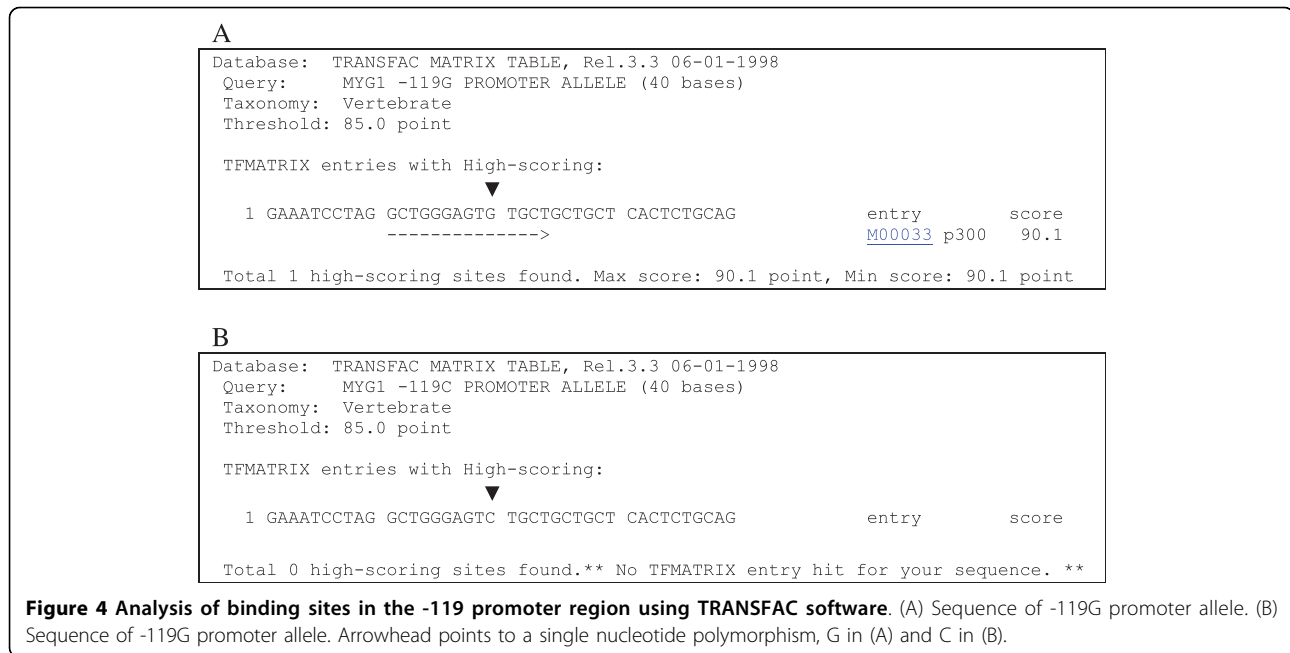 A
Database: TRANSFAC MATRIX TABLE, Rel.3.3 06-01-1998
Query: MYG1 -119G PROMOTER ALLELE (40 bases)
Taxonomy: Vertebrate
Threshold: 85.0 point
TFMATRIX entries with High-scoring:
▼
1 GAAATCCTAG GCTGGGAGTG TGCTGCTGCT CACTCTGCAG entry score
--------------> M00033 p300 90.1
Total 1 high-scoring sites found. Max score: 90.1 point, Min score: 90.1 point
B
Database: TRANSFAC MATRIX TABLE, Rel.3.3 06-01-1998
Query: MYG1 -119C PROMOTER ALLELE (40 bases)
Taxonomy: Vertebrate
Threshold: 85.0 point
TFMATRIX entries with High-scoring:
▼
1 GAAATCCTAG GCTGGGAGTC TGCTGCTGCT CACTCTGCAG entry score
Total 0 high-scoring sites found.** No TFMATRIX entry hit for your sequence. **
Figure 4 Analysis of binding sites in the -119 promoter region using TRANSFAC software. (A) Sequence of -119G promoter allele. (B)
Sequence of -119G promoter allele. Arrowhead points to a single nucleotide polymorphism, G in (A) and C in (B).